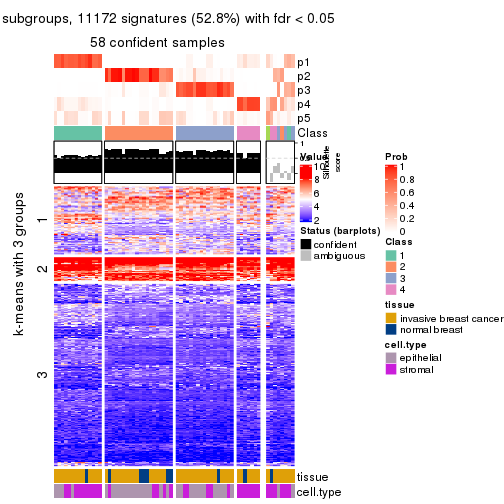 subgroups, 11172 signatures (52.8%) with fdr < 0.05
58 confident samples
p1
p2
p3
p4
p5
Class
1
Silhouette
score
k-means with 3 groups
1
2
3
Value
10
8
6
4
2
Status (barplots)
confident
ambiguous
Prob
1
0.8
0.6
0.4
0.2
0
Class
1
2
3
4
tissue
invasive breast cancer
normal breast
cell.type
epithelial
stromal
tissue
cell.type